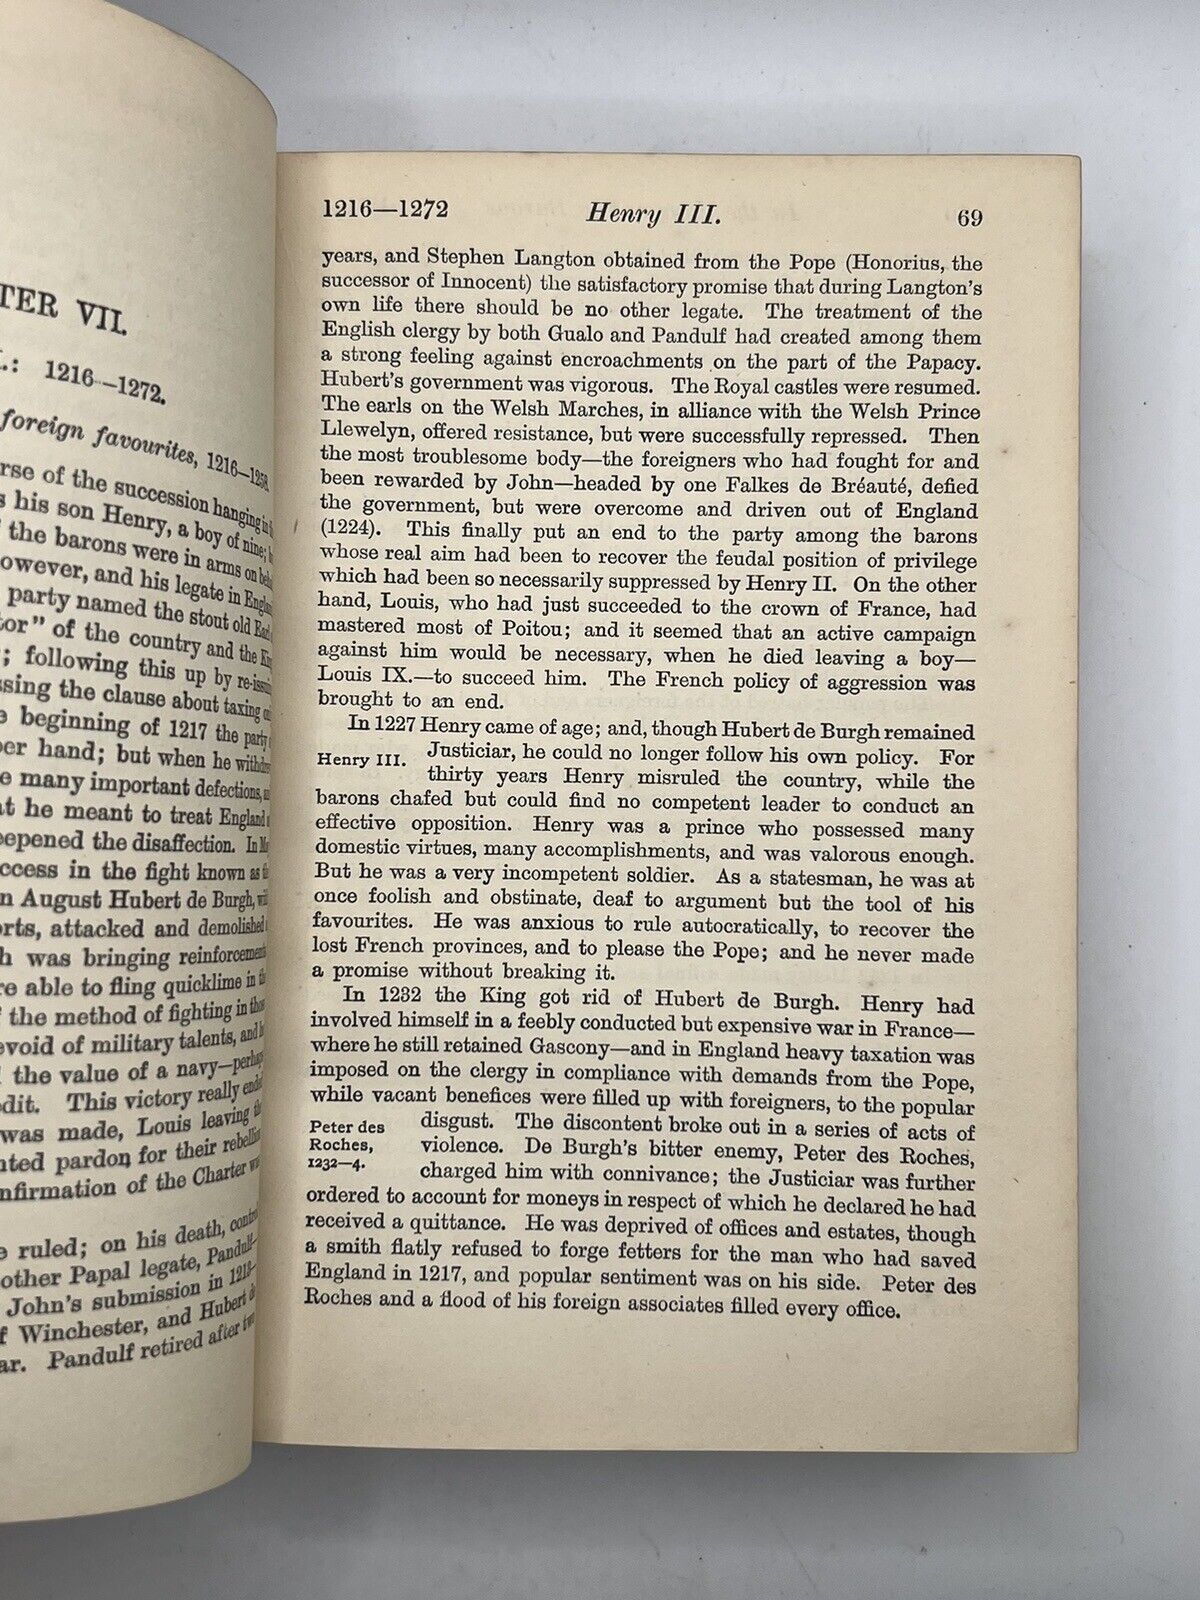 TER VII.
1216–1272.
foreign favourites, 1216–1258
rse of the succession hanging in
s his son Henry, a boy of nine;
the barons were in arms on
owever, and his legate in
party named the stout old
tor" of the country and the
; following this up by re-
ssing the clause about taxing
beginning of 1217 the party
per hand; but when he
e many important defections,
at he meant to treat England
eepened the disaffection. In
ccess in the fight known as
n August Hubert de Burgh,
orts, attacked and demolished
h was bringing
re able to fling quicklime in
the method of fighting in
evoid of military talents, and
the value of a navy—perhaps
dit. This victory really
was made, Louis leaving
nted pardon for their
nfirmation of the Charter
e ruled; on his death,
other Papal legate,
John's submission in
f Winchester, and Hubert
ar. Pandulf retired after
1216—1272 Henry III. 69
years, and Stephen Langton obtained from the Pope (Honorius, the
successor of Innocent) the satisfactory promise that during Langton's
own life there should be no other legate. The treatment of the
English clergy by both Gualo and Pandulf had created among them
a strong feeling against encroachments on the part of the Papacy.
Hubert's government was vigorous. The Royal castles were resumed.
The earls on the Welsh Marches, in alliance with the Welsh Prince
Llewelyn, offered resistance, but were successfully repressed. Then
the most troublesome body—the foreigners who had fought for and
been rewarded by John—headed by one Falkes de Bréauté, defied
the government, but were overcome and driven out of England
(1224). This finally put an end to the party among the barons
whose real aim had been to recover the feudal position of privilege
which had been so necessarily suppressed by Henry II. On the other
hand, Louis, who had just succeeded to the crown of France, had
mastered most of Poitou; and it seemed that an active campaign
against him would be necessary, when he died leaving a boy—
Louis IX.—to succeed him. The French policy of aggression was
brought to an end.
In 1227 Henry came of age; and, though Hubert de Burgh remained
Henry III. Justiciar, he could no longer follow his own policy. For
thirty years Henry misruled the country, while the
barons chafed but could find no competent leader to conduct an
effective opposition. Henry was a prince who possessed many
domestic virtues, many accomplishments, and was valorous enough.
But he was a very incompetent soldier. As a statesman, he was at
once foolish and obstinate, deaf to argument but the tool of his
favourites. He was anxious to rule autocratically, to recover the
lost French provinces, and to please the Pope; and he never made
a promise without breaking it.
In 1232 the King got rid of Hubert de Burgh. Henry had
involved himself in a feebly conducted but expensive war in France—
where he still retained Gascony—and in England heavy taxation was
imposed on the clergy in compliance with demands from the Pope,
while vacant benefices were filled up with foreigners, to the popular
Peter des disgust. The discontent broke out in a series of acts of
Roches, violence. De Burgh's bitter enemy, Peter des Roches,
1232—4. charged him with connivance; the Justiciar was further
ordered to account for moneys in respect of which he declared he had
received a quittance. He was deprived of offices and estates, though
a smith flatly refused to forge fetters for the man who had saved
England in 1217, and popular sentiment was on his side. Peter des
Roches and a flood of his foreign associates filled every office.